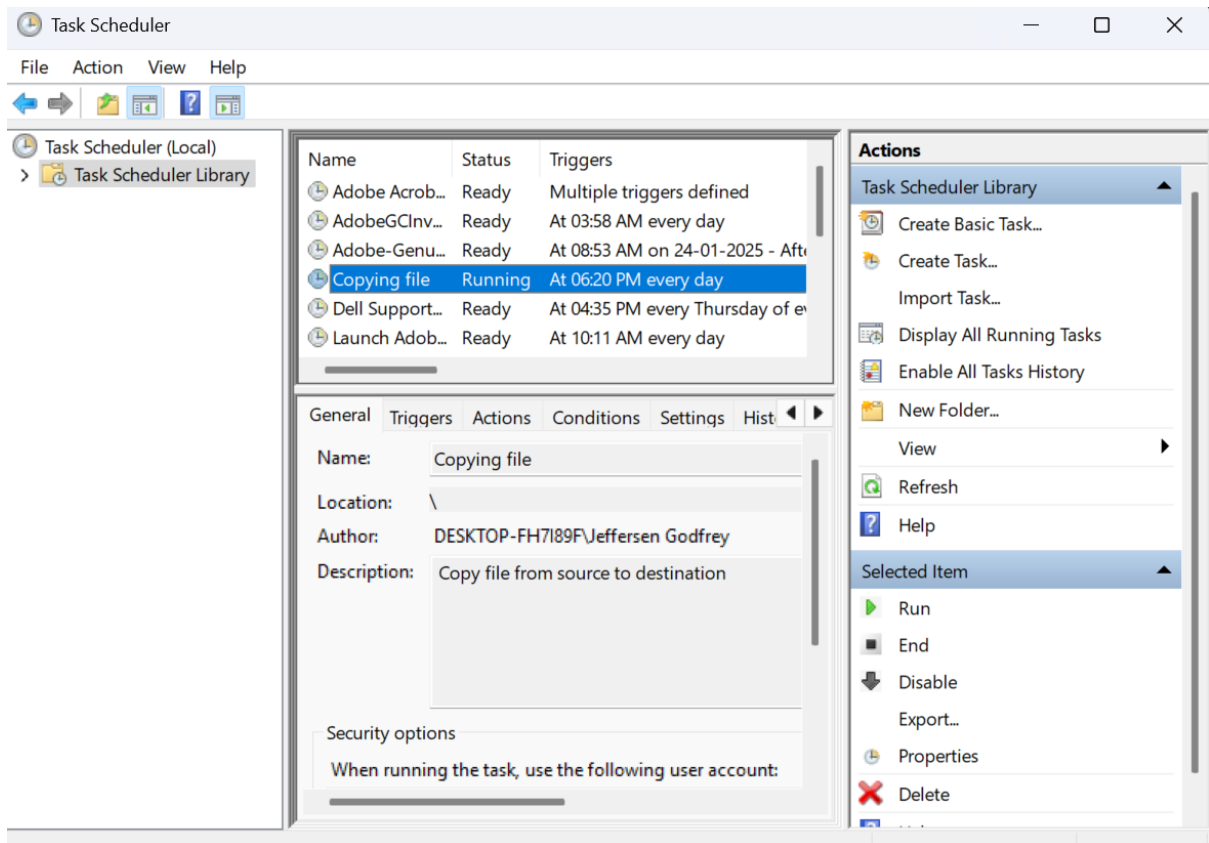 Task Scheduler
File Action View Help
Task Scheduler (Local)
Task Scheduler Library
Name Status Triggers
Adobe Acrob... Ready Multiple triggers defined
AdobeGCInv... Ready At 03:58 AM every day
Adobe-Genu... Ready At 08:53 AM on 24-01-2025 - Afte
Copying file Running At 06:20 PM every day
Dell Support... Ready At 04:35 PM every Thursday of ev
Launch Adob... Ready At 10:11 AM every day
General Triggers Actions Conditions Settings Hist
Name: Copying file
Location: \
Author: DESKTOP-FH7I89F\Jeffersen Godfrey
Description: Copy file from source to destination
Security options
When running the task, use the following user account:
Actions
Task Scheduler Library
Create Basic Task...
Create Task...
Import Task...
Display All Running Tasks
Enable All Tasks History
New Folder...
View
Refresh
Help
Selected Item
Run
End
Disable
Export...
Properties
Delete